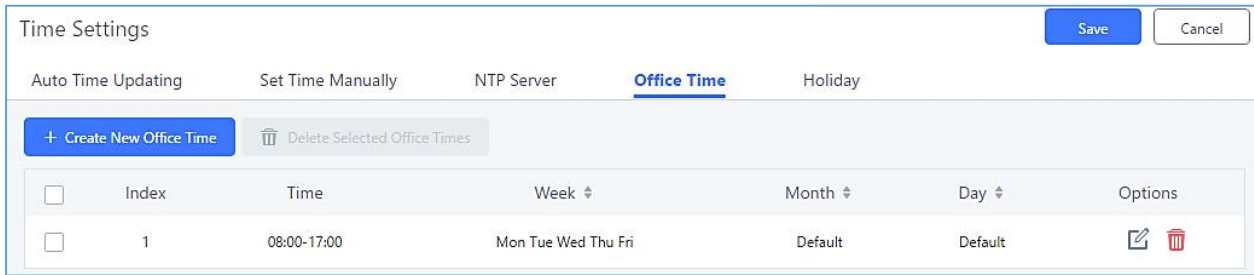 Time Settings Save Cancel
Auto Time Updating Set Time Manually NTP Server Office Time Holiday
+ Create New Office Time Delete Selected Office Times
Index Time Week Month Day Options
1 08:00-17:00 Mon Tue Wed Thu Fri Default Default